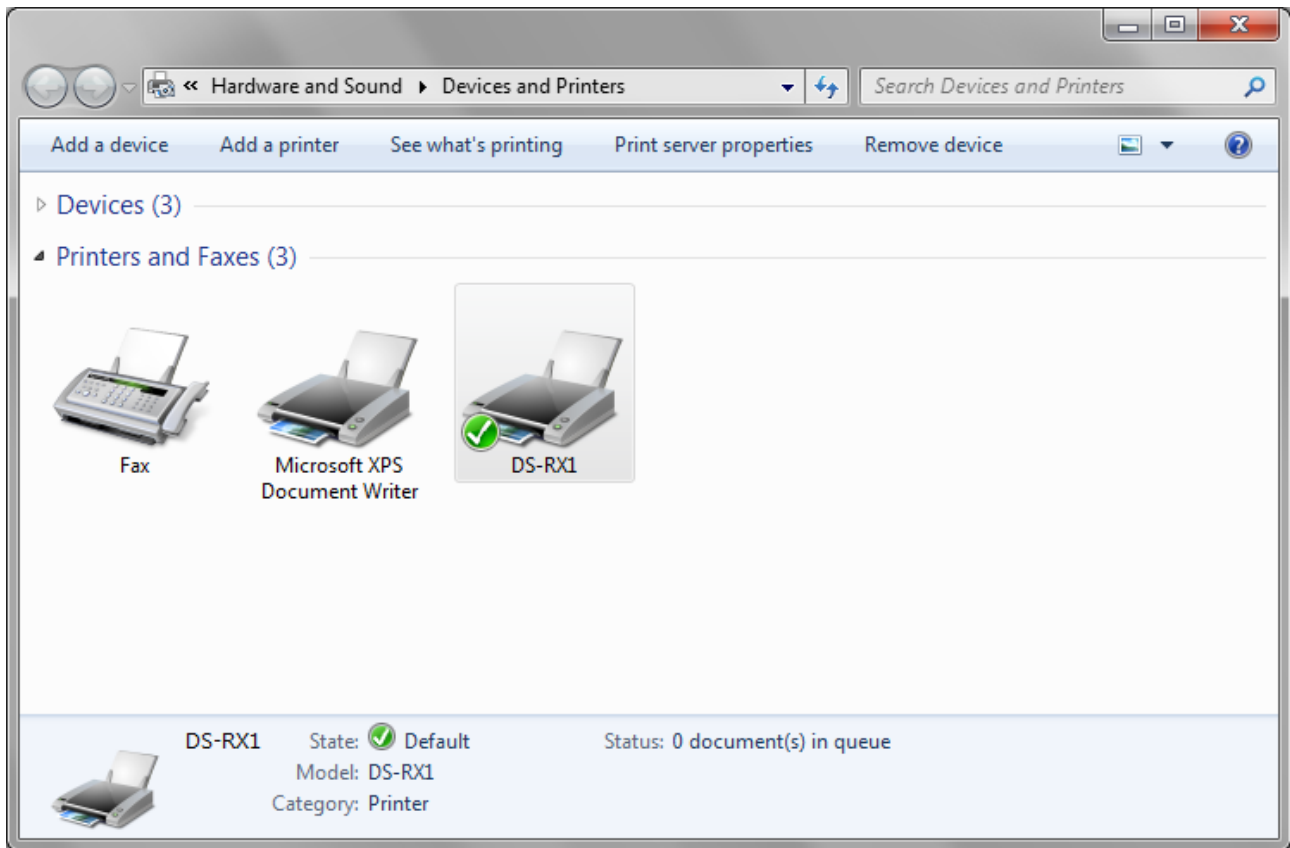 « Hardware and Sound ▸ Devices and Printers Search Devices and Printers
Add a device Add a printer See what's printing Print server properties Remove device
Devices (3)
Printers and Faxes (3)
Fax
Microsoft XPS
Document Writer
DS-RX1
DS-RX1 State: Default Status: 0 document(s) in queue
Model: DS-RX1
Category: Printer